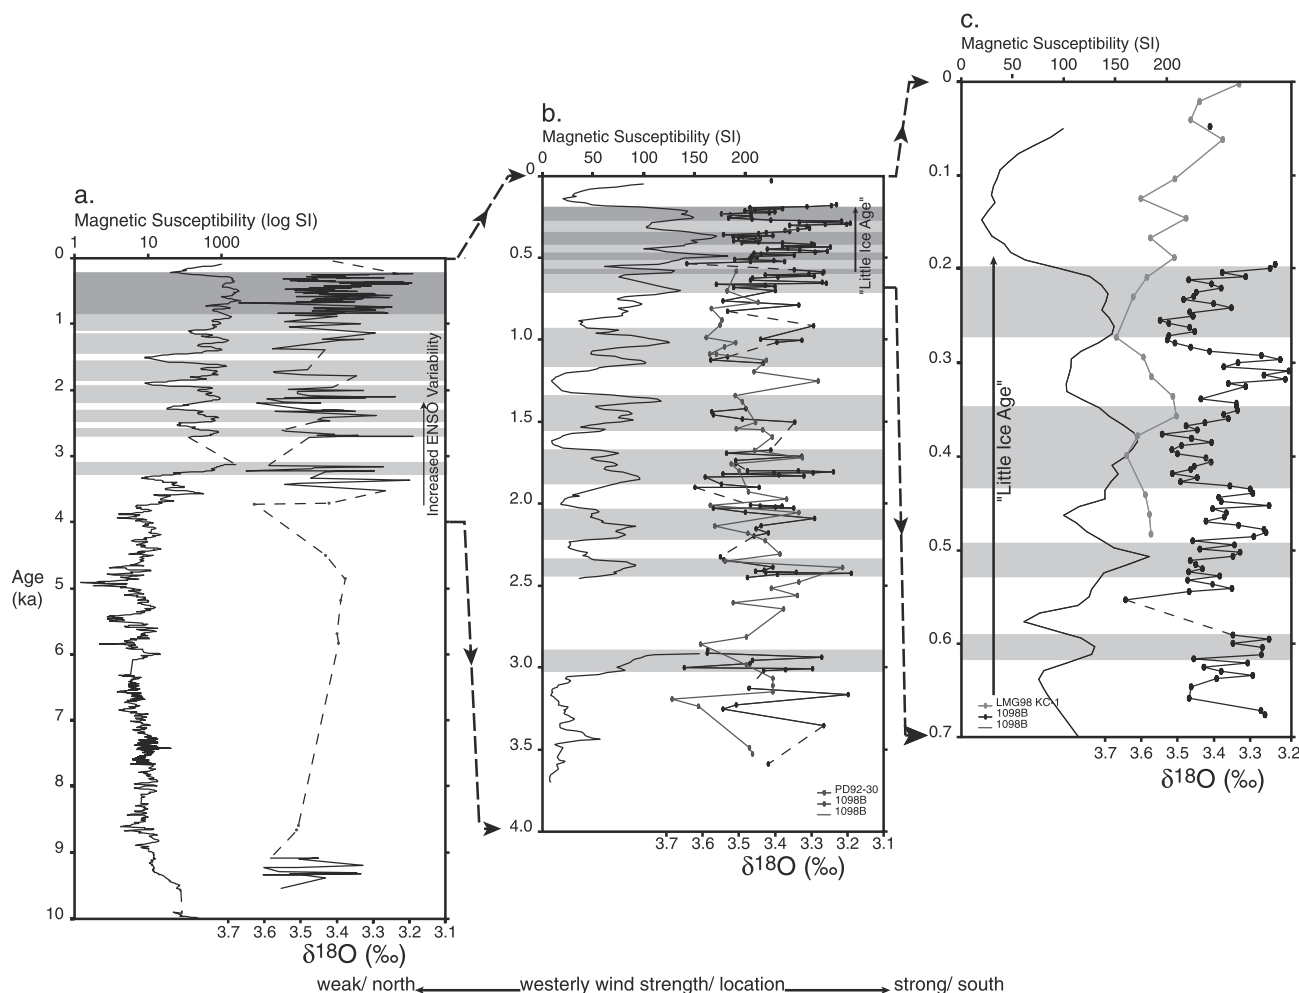 a.
Magnetic Susceptibility (log SI)
0 10 1000
0
1
2
3
4
5
6
7
8
9
10
Age
(ka)
Increased ENSO Variability
3.7 3.6 3.5 3.4 3.3 3.2 3.1
δ18O (‰)
b.
Magnetic Susceptibility (SI)
0 50 100 150 200
0
0.5
1.0
1.5
2.0
2.5
3.0
3.5
4.0
"Little Ice Age"
PD92-30
1098B
1098B
3.7 3.6 3.5 3.4 3.3 3.2 3.1
δ18O (‰)
c.
Magnetic Susceptibility (SI)
0 50 100 150 200
0
0.1
0.2
0.3
0.4
0.5
0.6
0.7
"Little Ice Age"
LMG98 KC-1
1098B
1098B
3.7 3.6 3.5 3.4 3.3 3.2
δ18O (‰)
weak/ north westerly wind strength/ location strong/ south